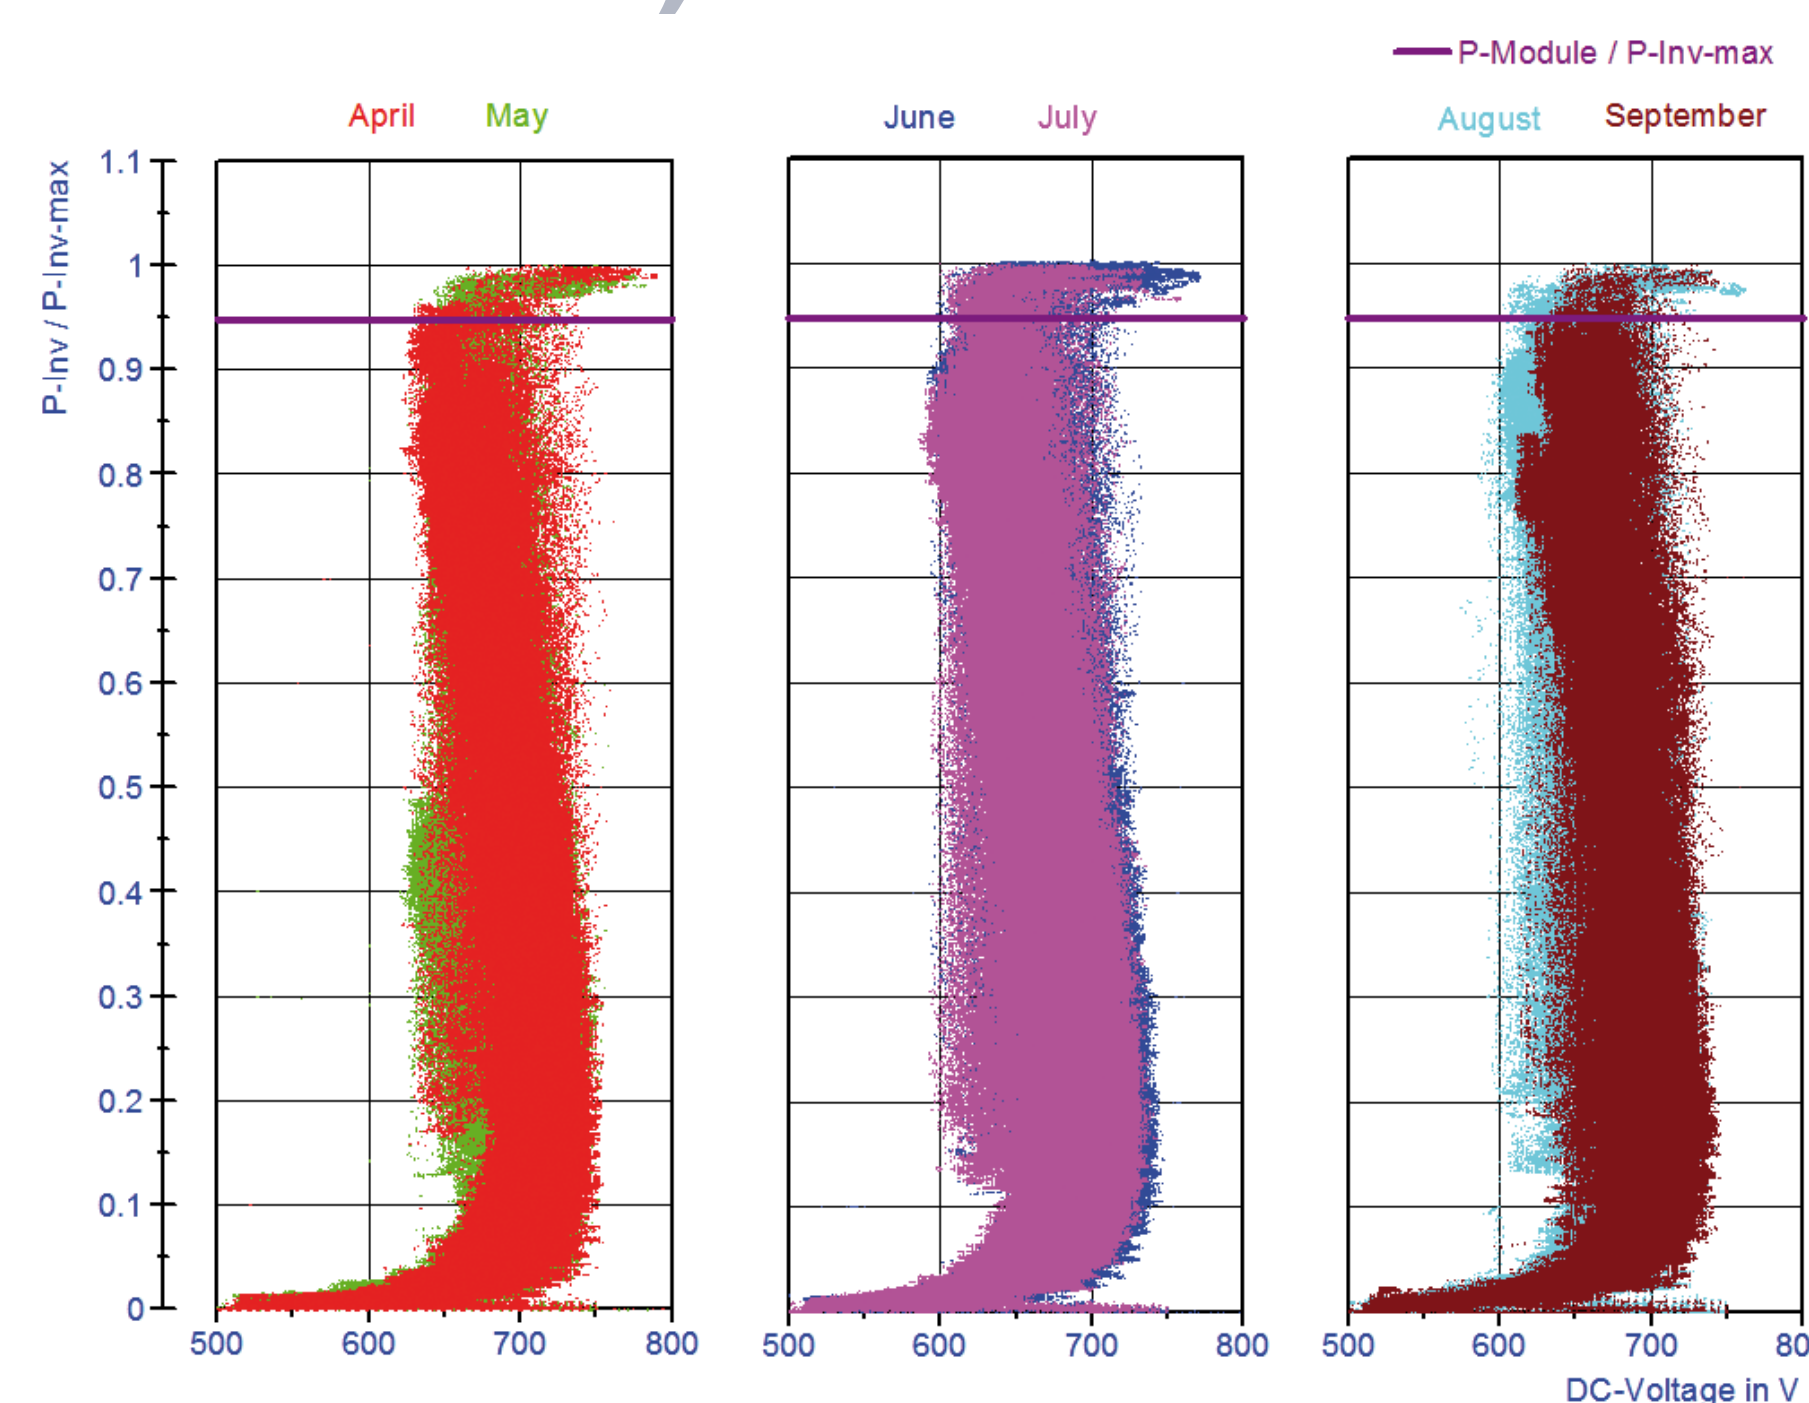 P-Module / P-Inv-max
April May
June July
August September
P-Inv / P-Inv-max
1.1
1
0.9
0.8
0.7
0.6
0.5
0.4
0.3
0.2
0.1
0
500 600 700 800
500 600 700 800
500 600 700
DC-Voltage in V